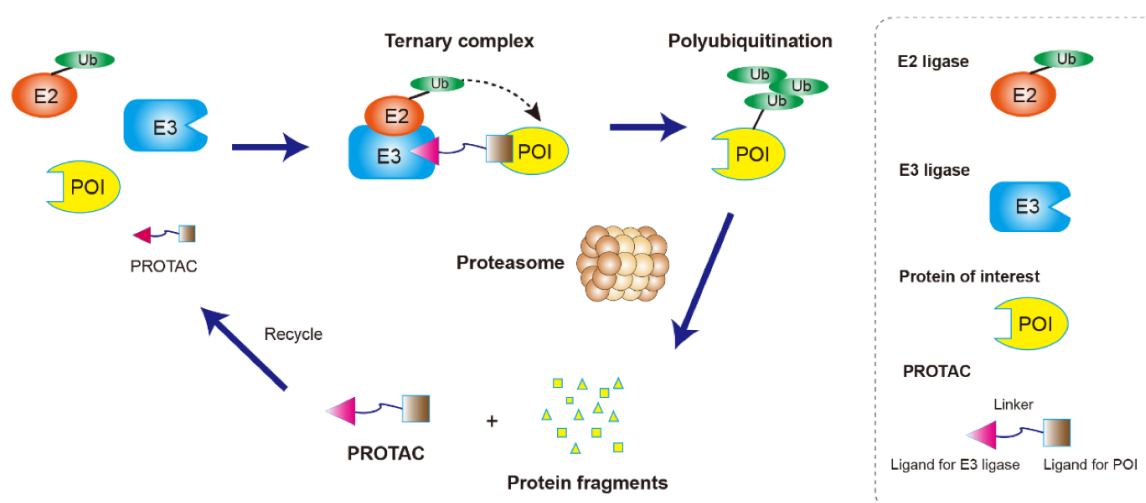 Ub
E2
E3
POI
PROTAC
Ternary complex
Ub
E2
E3
POI
Polyubiquitination
Ub
Ub
Ub
POI
Proteasome
Recycle
PROTAC
+
Protein fragments
E2 ligase
Ub
E2
E3 ligase
E3
Protein of interest
POI
PROTAC
Linker
Ligand for E3 ligase
Ligand for POI